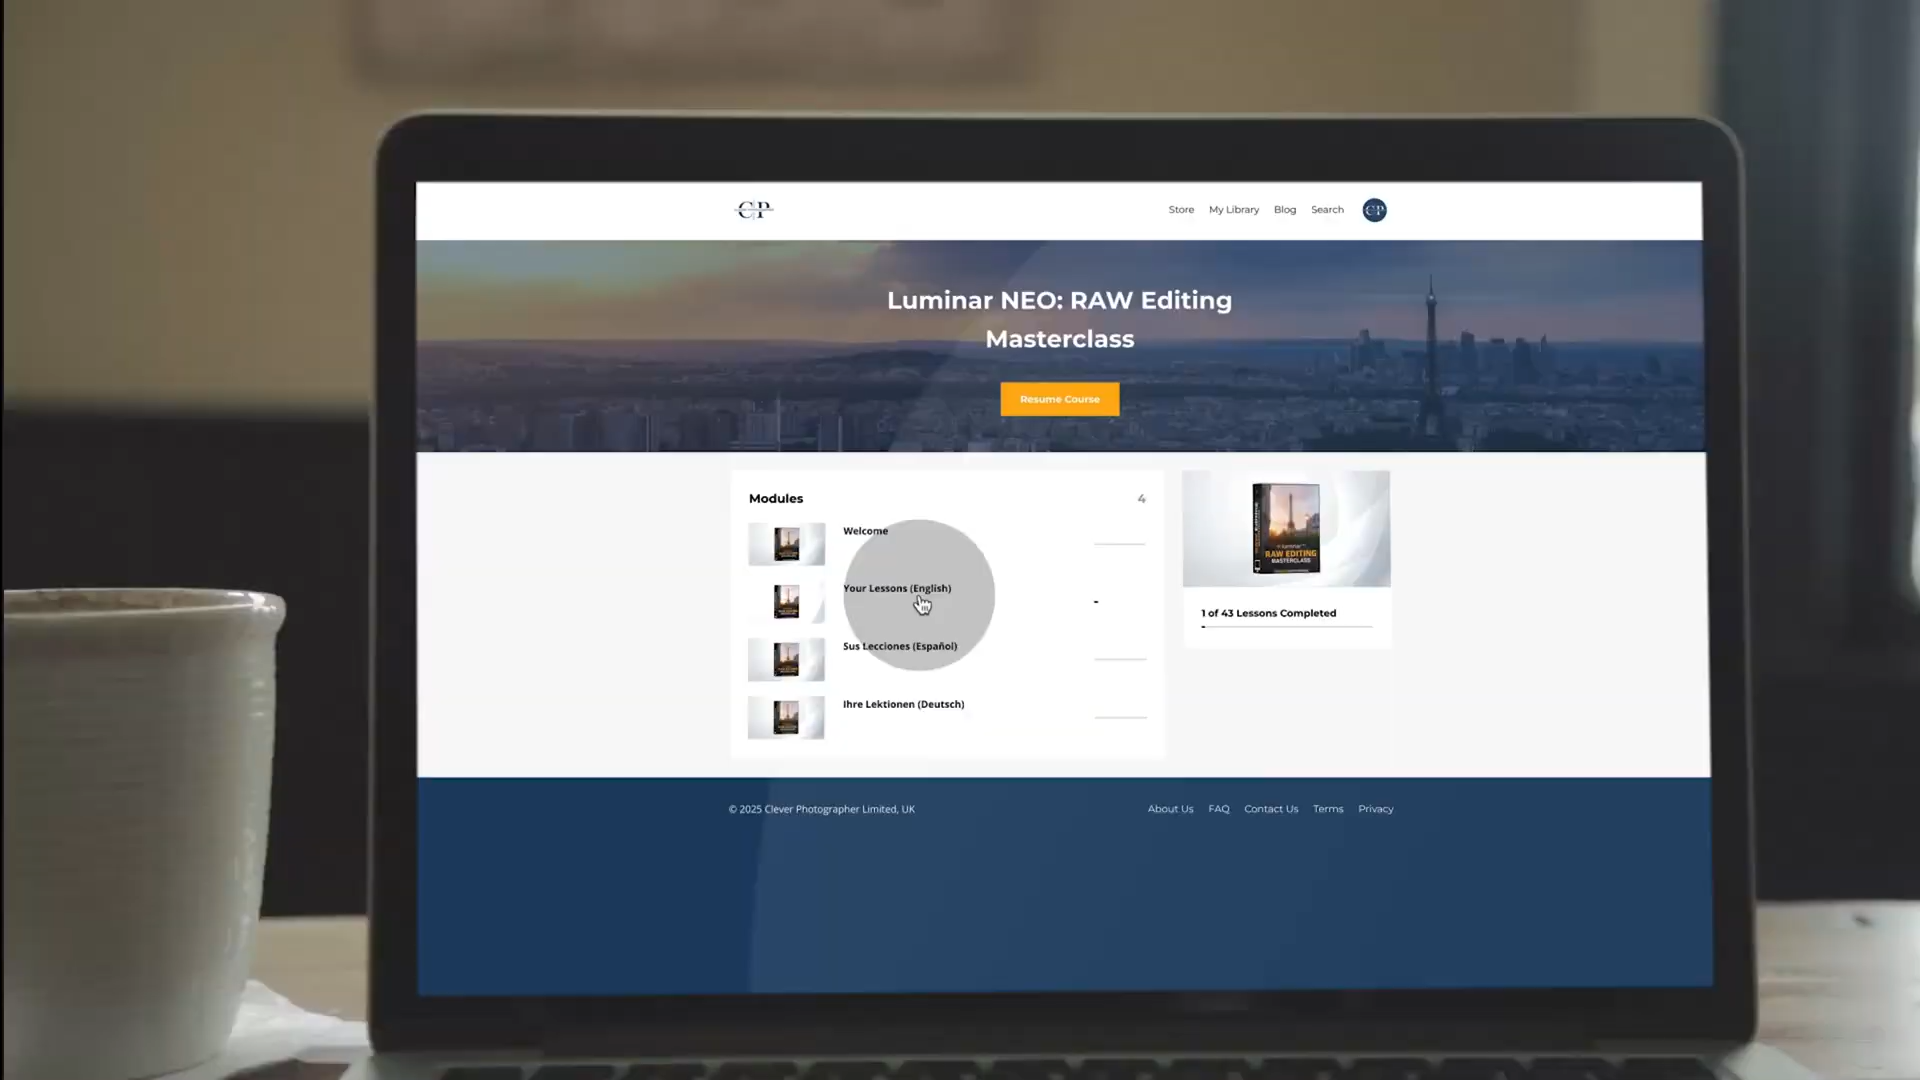 CP
Store My Library Blog Search CP
Luminar NEO: RAW Editing
Masterclass
Resume Course
Modules 4
Welcome
Your Lessons (English)
Sus Lecciones (Español)
Ihre Lektionen (Deutsch)
Luminar
RAW EDITING
MASTERCLASS
1 of 43 Lessons Completed
© 2025 Clever Photographer Limited, UK
About Us FAQ Contact Us Terms Privacy